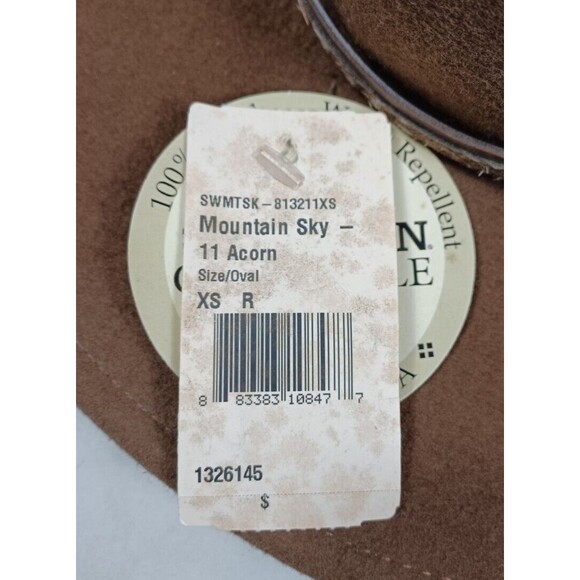 SWMTSK-813211XS
Mountain Sky –
11 Acorn
Size/Oval
XS R
8 83383 10847 7
1326145
$
100%
Repellent